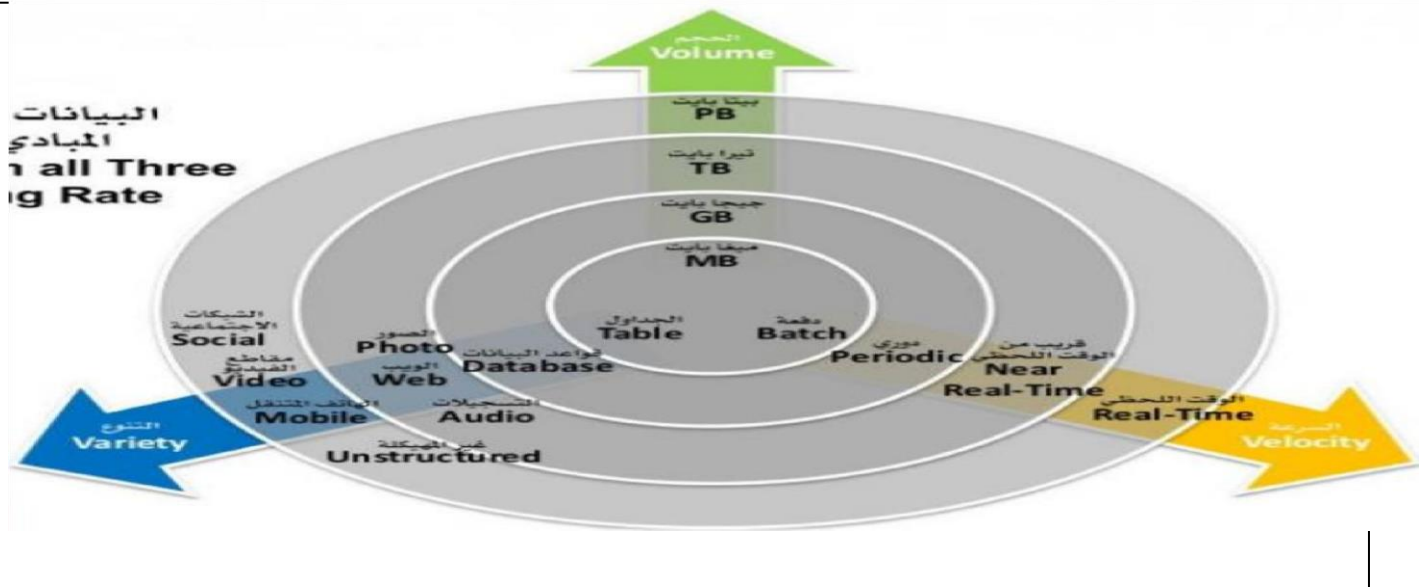 الحجم
Volume
بيتا بايت
PB
تيرا بايت
TB
جيجا بايت
GB
ميغا بايت
MB
البيانات
المبادئ
all Three
Rate
الجداول
Table
دفعة
Batch
الشبكات
الاجتماعية
Social
الصور
Photo
قواعد البيانات
Database
دوري
Periodic
قريب من
الوقت اللحظي
Near
Real-Time
مقاطع
الفيديو
Video
الويب
Web
الهاتف المتنقل
Mobile
التسجيلات
Audio
الوقت اللحظي
Real-Time
التنوع
Variety
السرعة
Velocity
غير المهيكلة
Unstructured